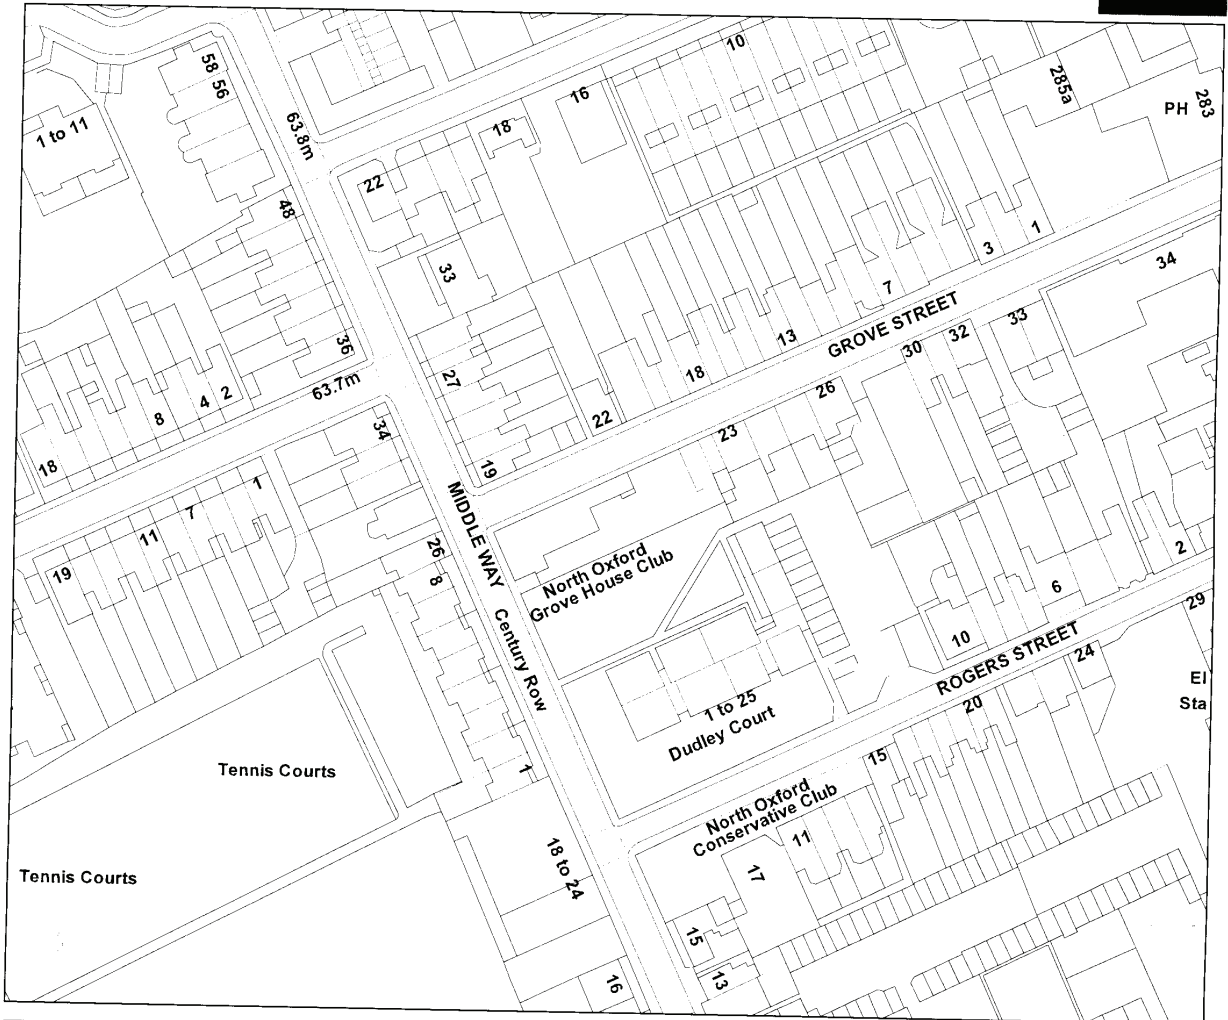 58 56
10
285a
283
PH
16
63.8m
1 to 11
18
22
48
33
3
1
34
7
GROVE STREET
13
33
32
30
36
63.7m
27
18
26
2
4
8
22
23
34
18
19
1
7
11
19
MIDDLE WAY
26
8
North Oxford
Grove House Club
Century Row
2
6
10
29
ROGERS STREET
24
El
Sta
20
1 to 25
Dudley Court
15
Tennis Courts
1
North Oxford
Conservative Club
11
17
18 to 24
Tennis Courts
15
13
16